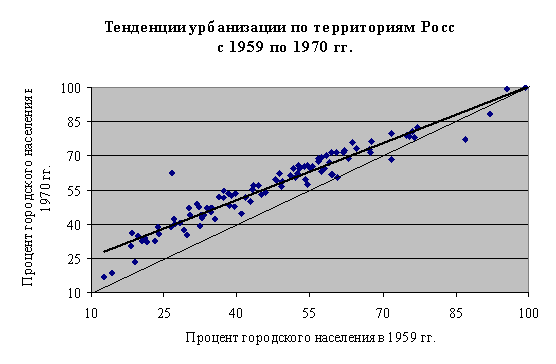 Тенденции урбанизации по территориям Росс
с 1959 по 1970 гг.
Процент городского населения в
1970 гг.
100
85
70
55
40
25
10
10
25
40
55
70
85
100
Процент городского населения в 1959 гг.